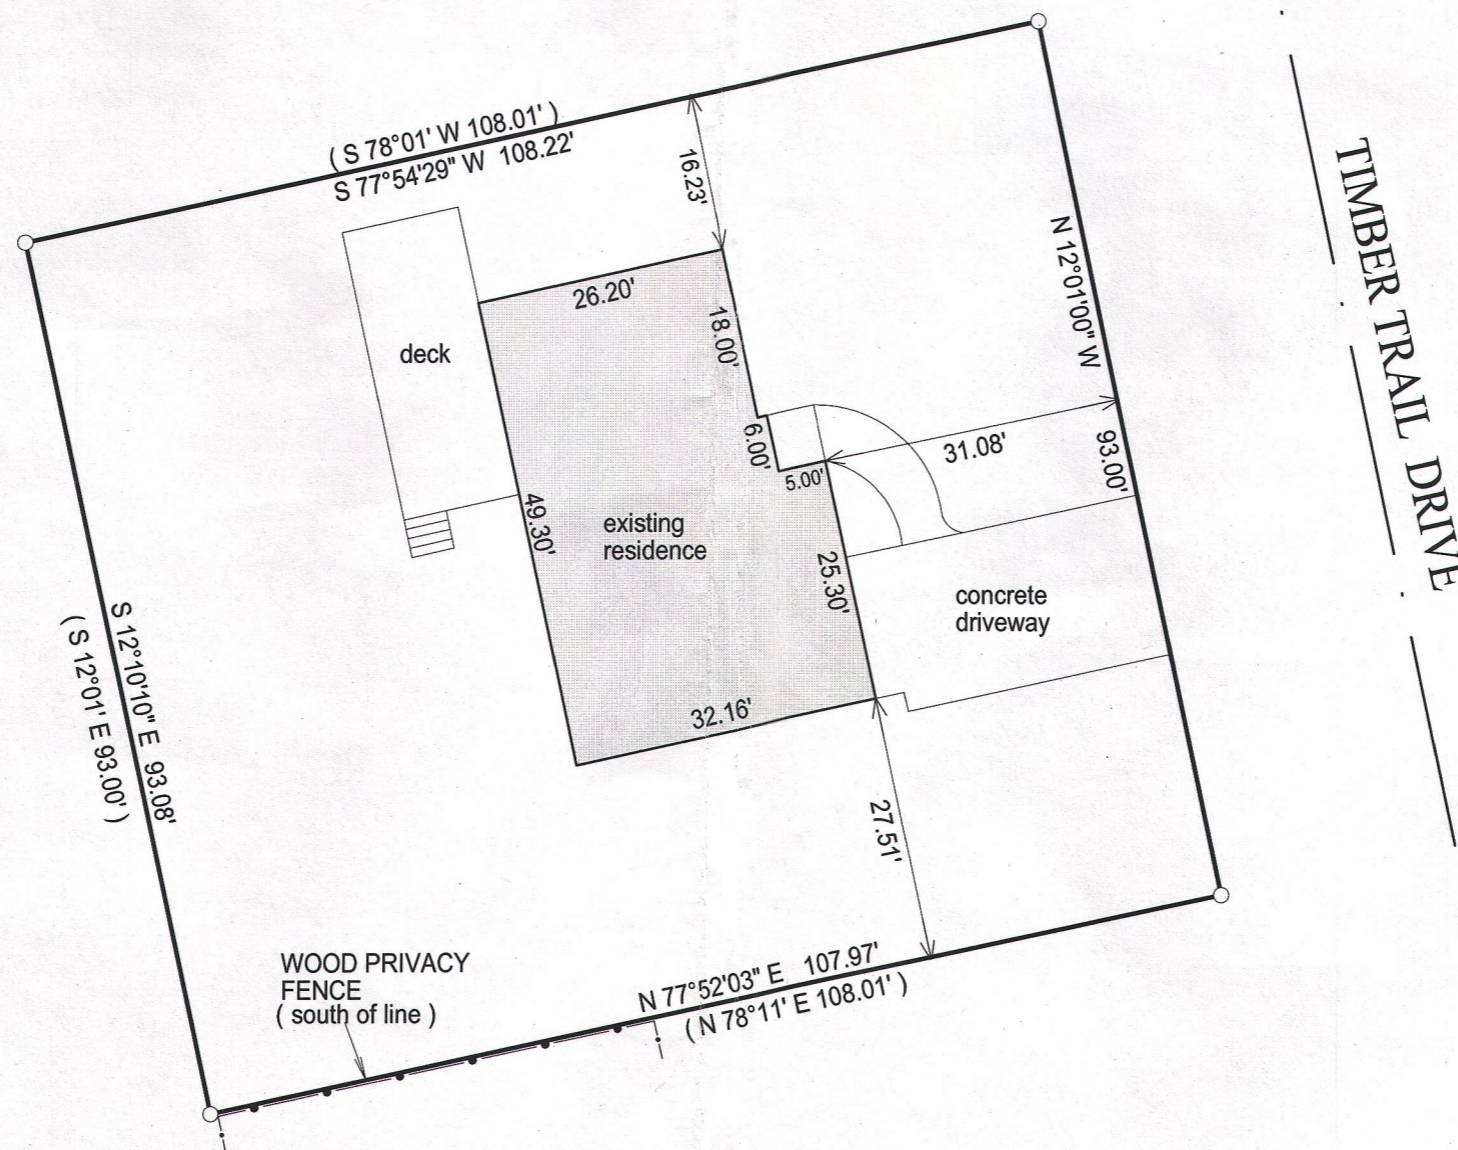 ( S 78°01' W 108.01' )
S 77°54'29" W 108.22'
16.23'
TIMBER TRAIL DRIVE
N 12°01'00" W
93.00'
26.20'
18.00'
deck
6.00'
5.00'
31.08'
49.30'
existing
residence
25.30'
concrete
driveway
S 12°10'10" E 93.08'
( S 12°01' E 93.00' )
32.16'
27.51'
WOOD PRIVACY
FENCE
( south of line )
N 77°52'03" E 107.97'
( N 78°11' E 108.01' )